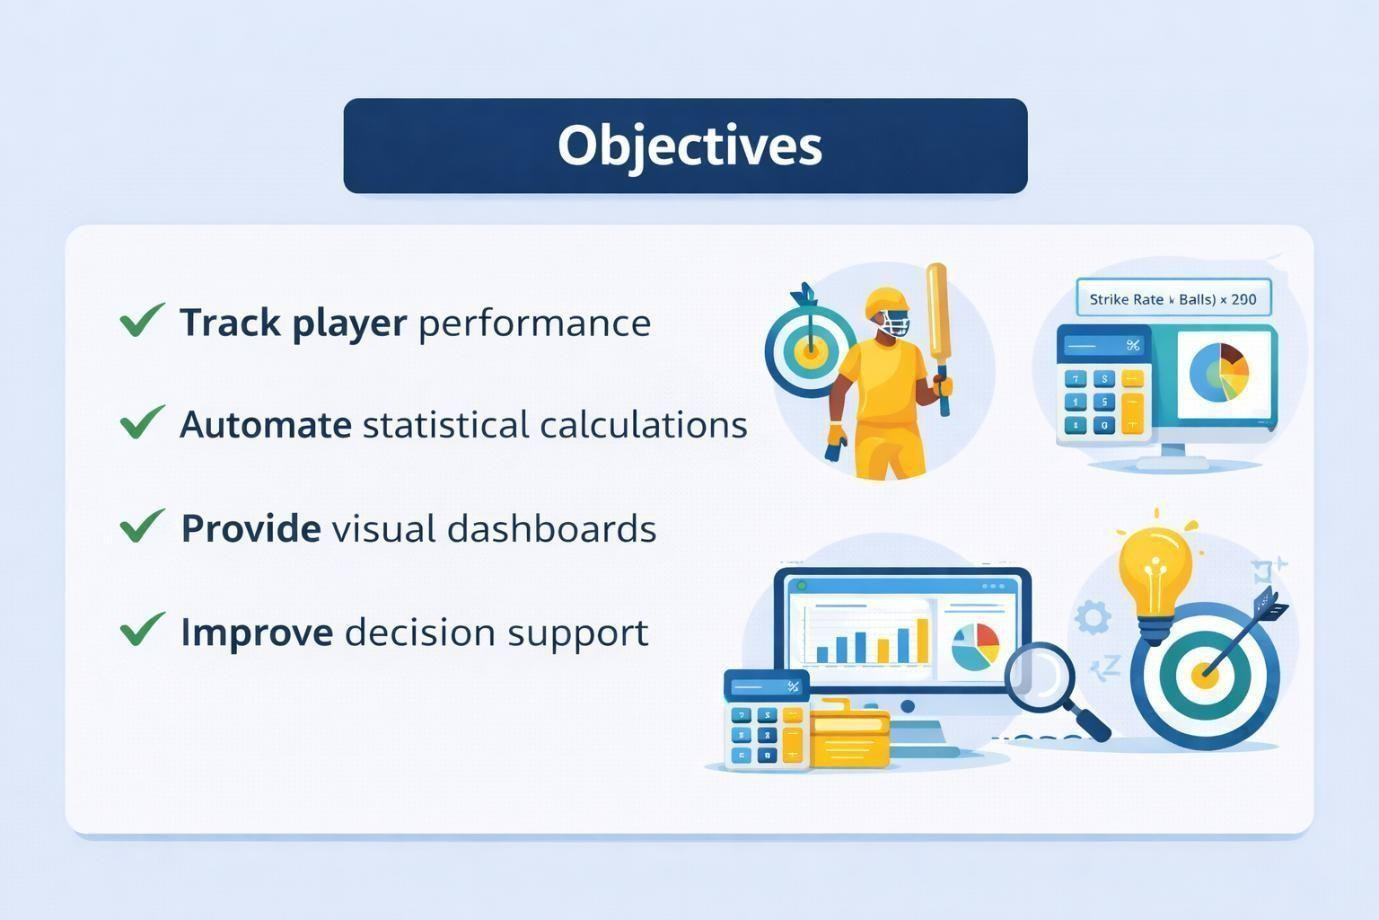 Objectives
Track player performance
Automate statistical calculations
Provide visual dashboards
Improve decision support
Strike Rate Balls) × 200